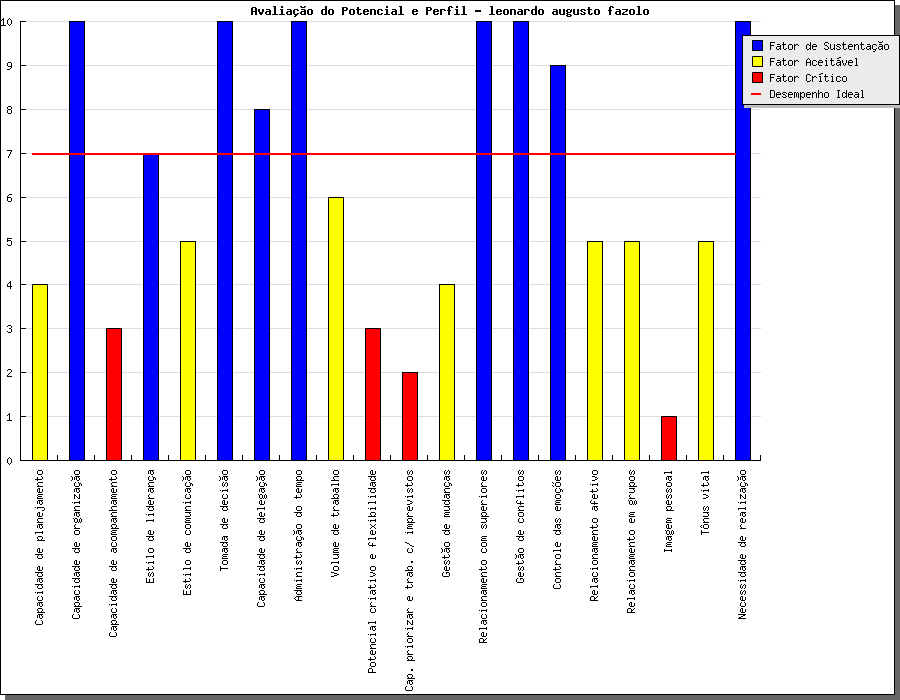 Avaliação do Potencial e Perfil - leonardo augusto fazolo
Fator de Sustentação
Fator Aceitável
Fator Crítico
Desempenho Ideal
10
9
8
7
6
5
4
3
2
1
0
Capacidade de planejamento
Capacidade de organização
Capacidade de acompanhamento
Estilo de liderança
Estilo de comunicação
Tomada de decisão
Capacidade de delegação
Administração do tempo
Volume de trabalho
Potencial criativo e flexibilidade
Cap. priorizar e trab. c/ imprevistos
Gestão de mudanças
Relacionamento com superiores
Gestão de conflitos
Controle das emoções
Relacionamento afetivo
Relacionamento em grupos
Imagem pessoal
Tônus vital
Necessidade de realização